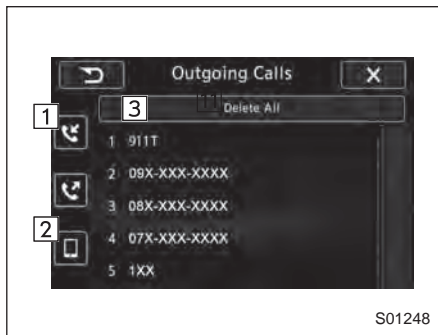 Outgoing Calls
X
11
Delete All
3
1
1 911T
2 09X-XXX-XXXX
3 08X-XXX-XXXX
2
4 07X-XXX-XXXX
5 1XX
S01248